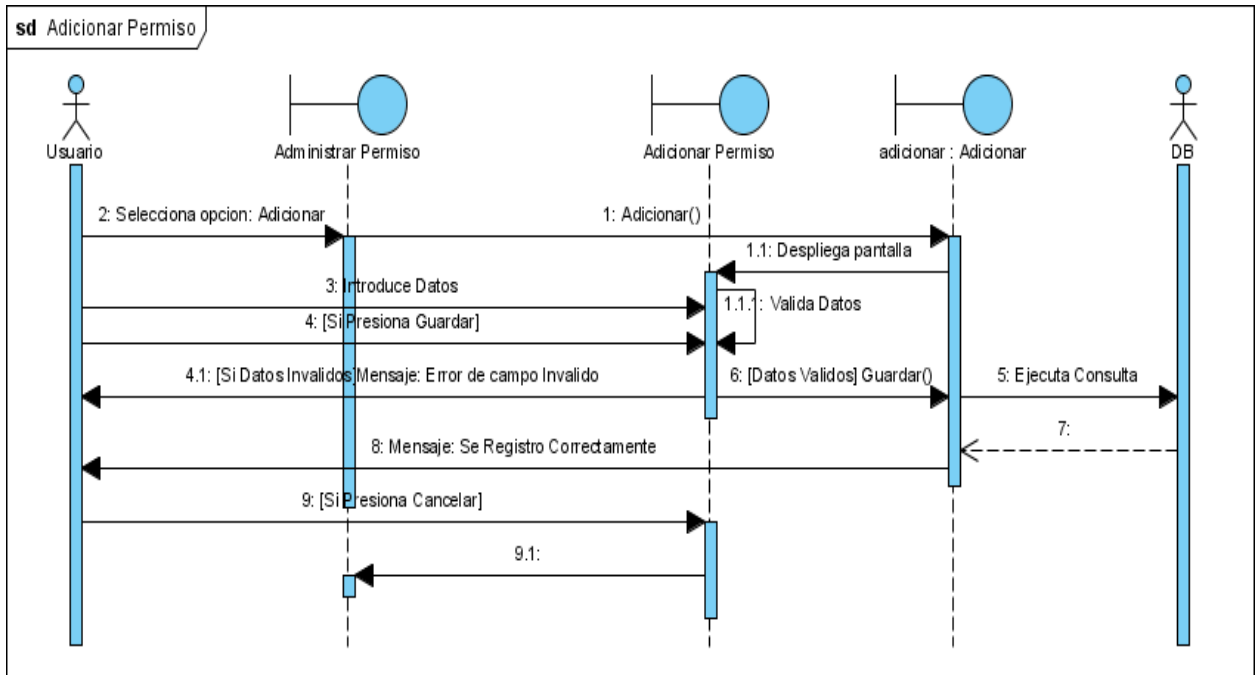 sd Adicionar Permiso
Usuario
Administrar Permiso
Adicionar Permiso
adicionar : Adicionar
DB
2: Selecciona opcion: Adicionar
1: Adicionar()
1.1: Despliega pantalla
3: Introduce Datos
1.1.1: Valida Datos
4: [Si Presiona Guardar]
4.1: [Si Datos Invalidos]Mensaje: Error de campo Invalido
6: [Datos Validos] Guardar()
5: Ejecuta Consulta
7:
8: Mensaje: Se Registro Correctamente
9: [Si Presiona Cancelar]
9.1: